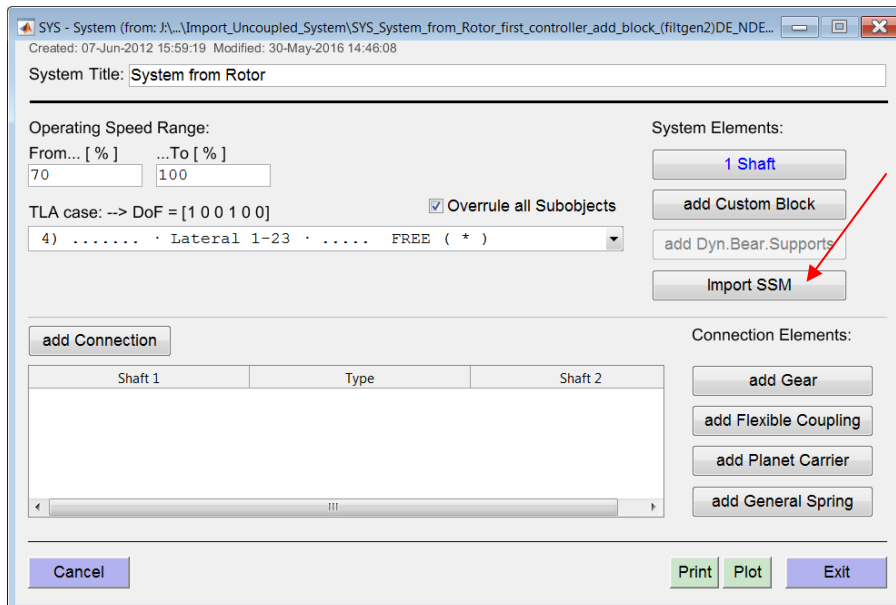 SYS - System (from: J:\...\Import_Uncoupled_System\SYS_System_from_Rotor_first_controller_add_block_(filtgen2)DE_NDE...
Created: 07-Jun-2012 15:59:19 Modified: 30-May-2016 14:46:08
System Title: System from Rotor
Operating Speed Range:
System Elements:
From... [ % ] ...To [ % ]
70 100
1 Shaft
TLA case: --> DoF = [1 0 0 1 0 0]
Overrule all Subobjects
add Custom Block
4) ....... · Lateral 1-23 · ..... FREE ( * )
add Dyn.Bear.Supports
Import SSM
add Connection
Connection Elements:
Shaft 1 Type Shaft 2
add Gear
add Flexible Coupling
add Planet Carrier
add General Spring
Cancel
Print Plot Exit